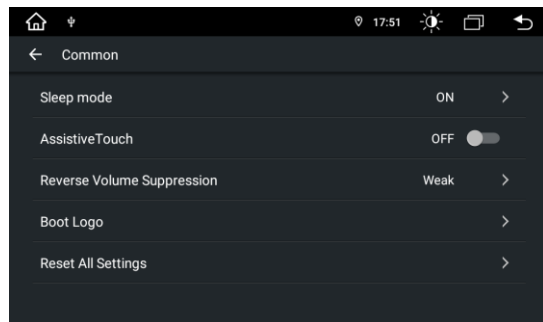 17:51
Common
Sleep mode ON
AssistiveTouch OFF
Reverse Volume Suppression Weak
Boot Logo
Reset All Settings